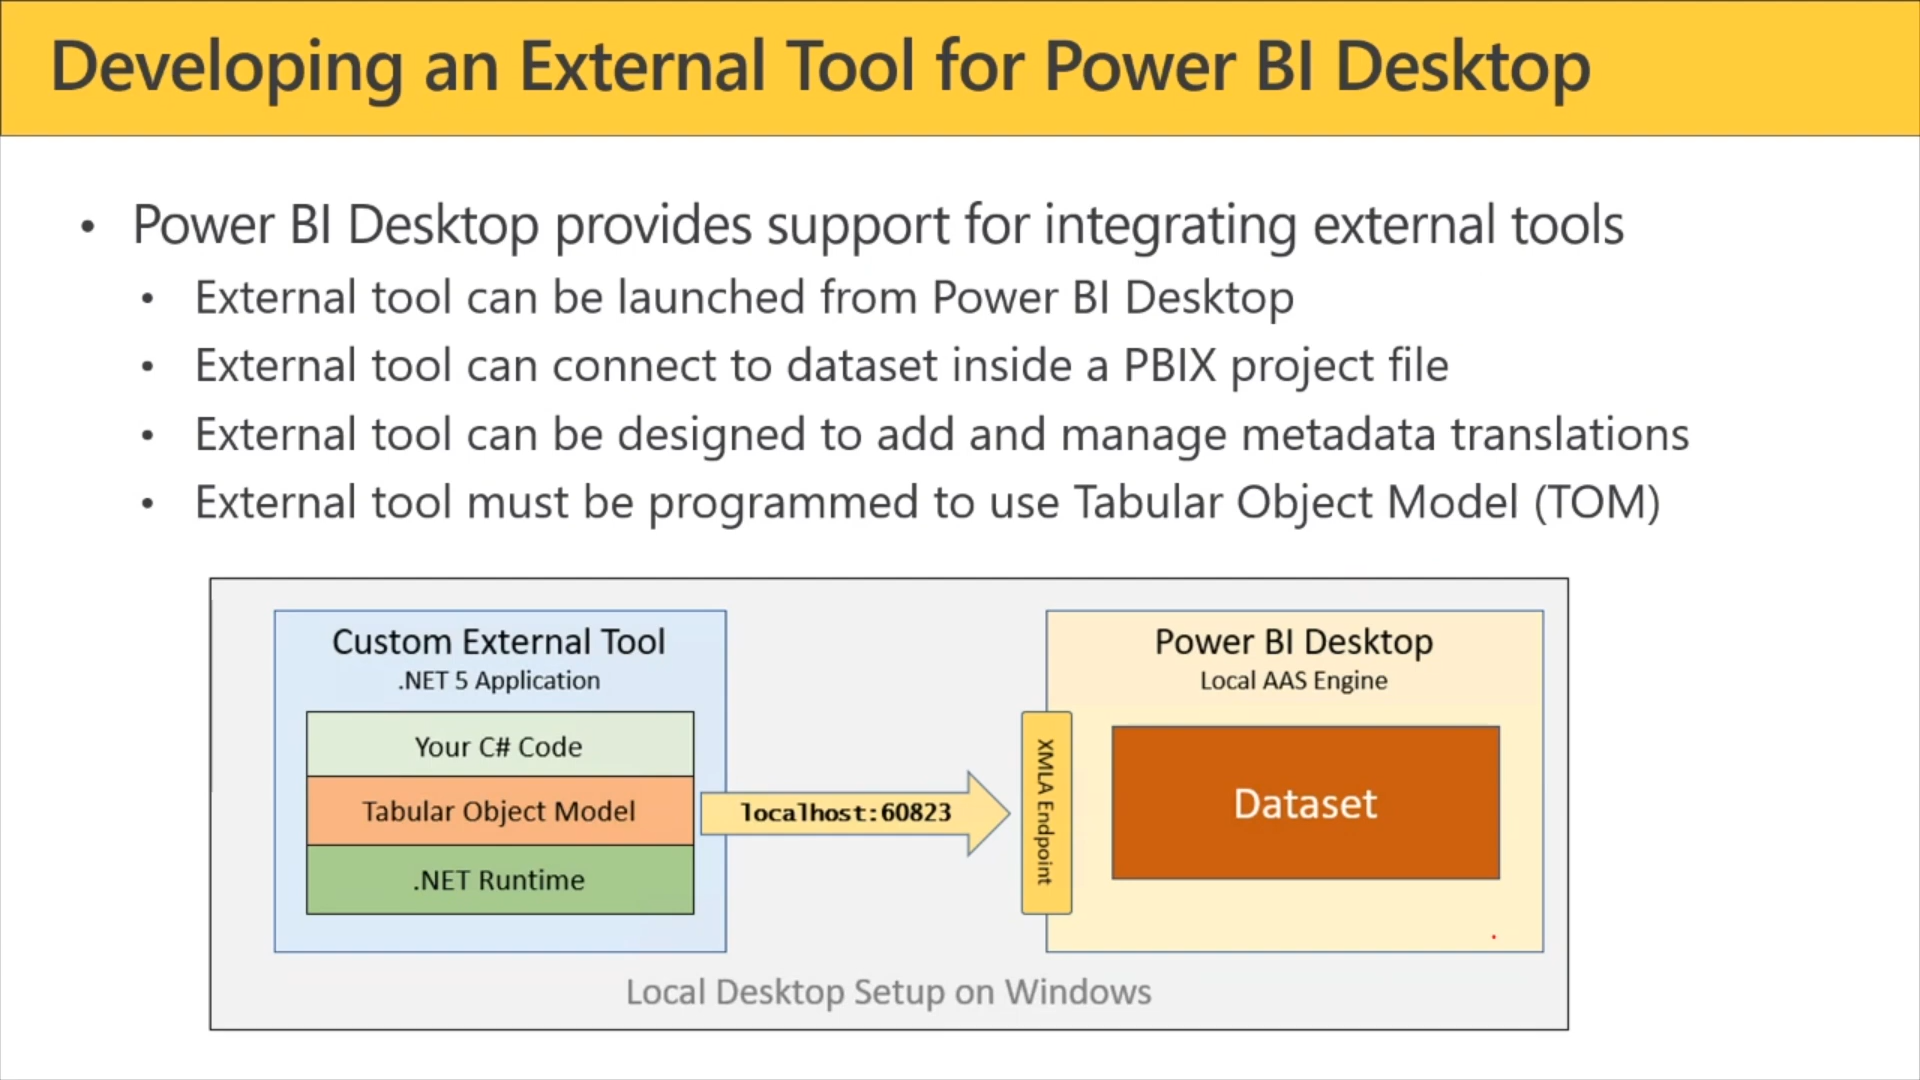 Developing an External Tool for Power BI Desktop
• Power BI Desktop provides support for integrating external tools
• External tool can be launched from Power BI Desktop
• External tool can connect to dataset inside a PBIX project file
• External tool can be designed to add and manage metadata translations
• External tool must be programmed to use Tabular Object Model (TOM)
Custom External Tool
.NET 5 Application
Your C# Code
Tabular Object Model
.NET Runtime
localhost:60823
XMLA Endpoint
Power BI Desktop
Local AAS Engine
Dataset
Local Desktop Setup on Windows